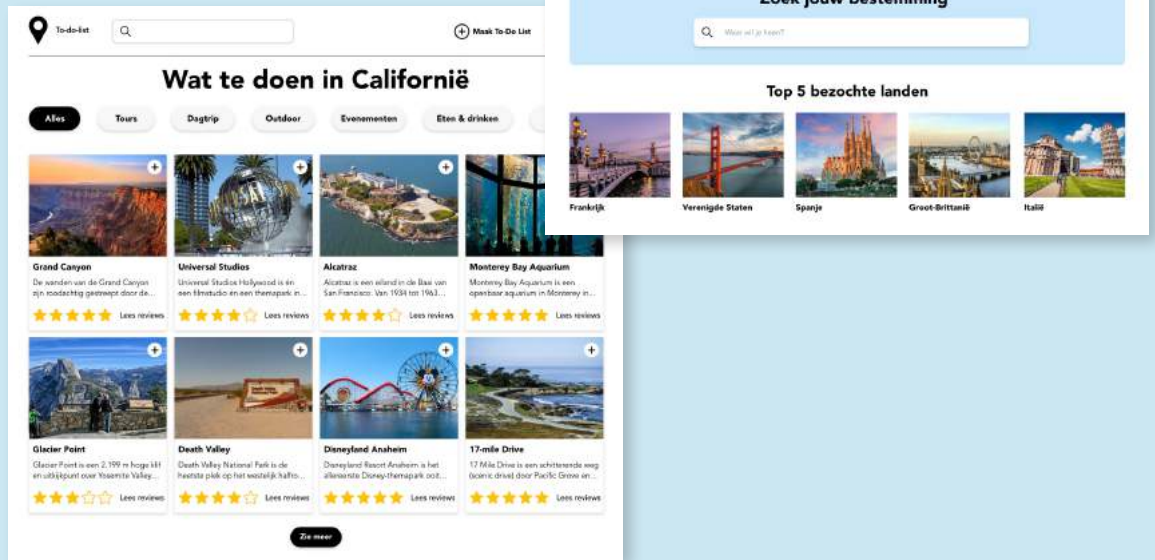 To-do-list
Maak To-Do List
Wat te doen in Californië
Alles
Tours
Dagtrip
Outdoor
Evenementen
Eten & drinken
Grand Canyon
De wanden van de Grand Canyon
zijn roodachtig gestreept door de...
Lees reviews
Universal Studios
Universal Studios Hollywood is én
een filmstudio én een themapark in...
Lees reviews
Alcatraz
Alcatraz is een eiland in de Baai van
San Francisco. Van 1934 tot 1963...
Lees reviews
Monterey Bay Aquarium
Monterey Bay Aquarium is een
openbaar aquarium in Monterey in...
Lees reviews
Glacier Point
Glacier Point is een 2.199 m hoge klif
en uitkijkpunt over Yosemite Valley...
Lees reviews
Death Valley
Death Valley National Park is de
heetste plek op het westelijk halfro...
Lees reviews
Disneyland Anaheim
Disneyland Resort Anaheim is het
allereerste Disney-themapark ooit...
Lees reviews
17-mile Drive
17 Mile Drive is een schitterende weg
(scenic drive) door Pacific Grove en...
Lees reviews
Zie meer
Zoek jouw bestemming
Waar wil je heen?
Top 5 bezochte landen
Frankrijk
Verenigde Staten
Spanje
Groot-Brittanië
Italië